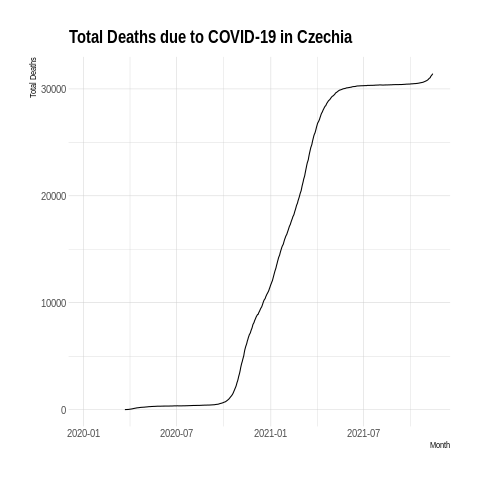 Total Deaths due to COVID-19 in Czechia
Total Deaths
30000
20000
10000
0
2020-01 2020-07 2021-01 2021-07
Month